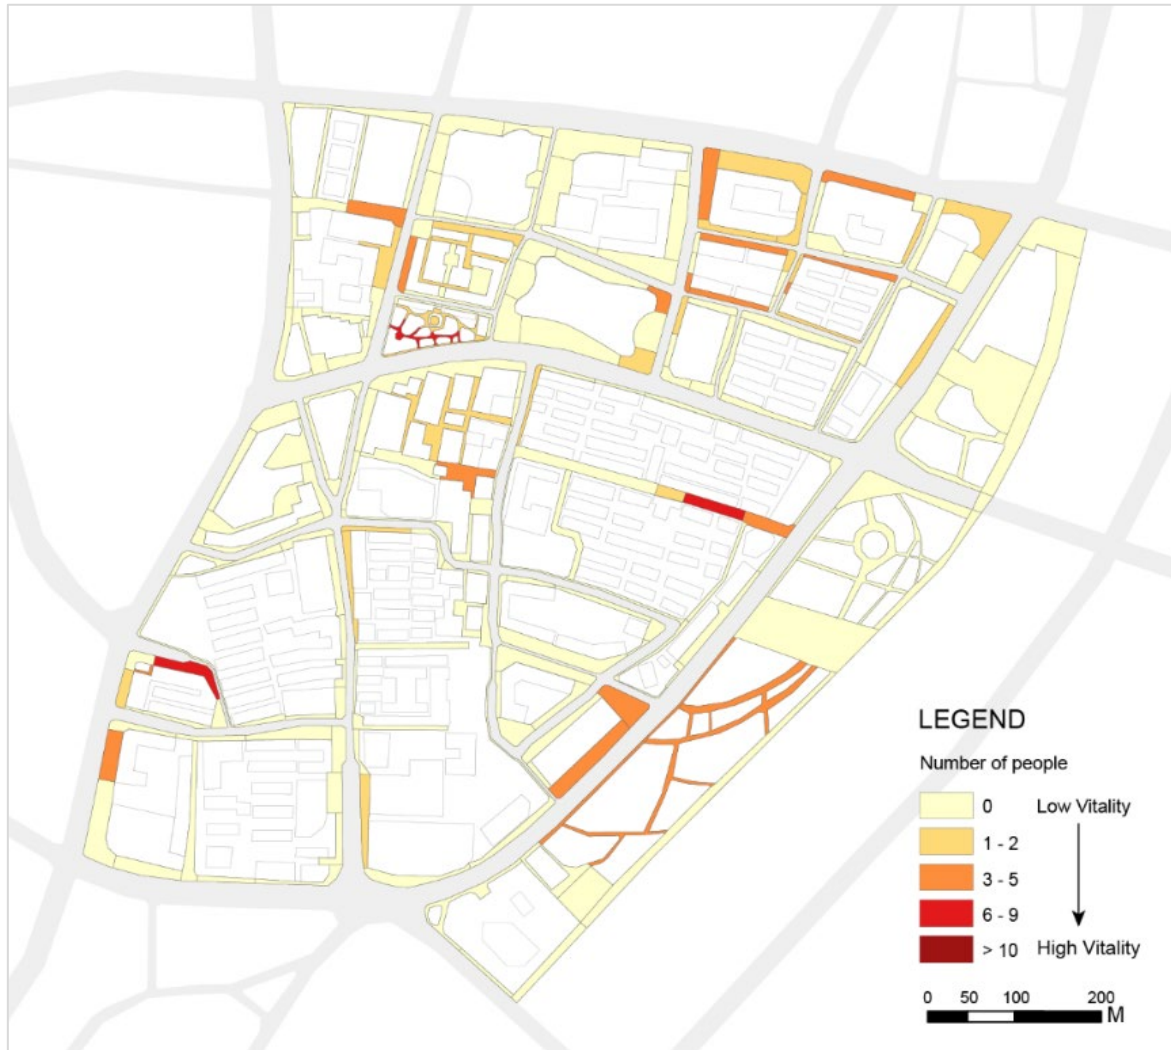 LEGEND
Number of people
0 Low Vitality
1 - 2
3 - 5
6 - 9
> 10 High Vitality
0 50 100 200
M